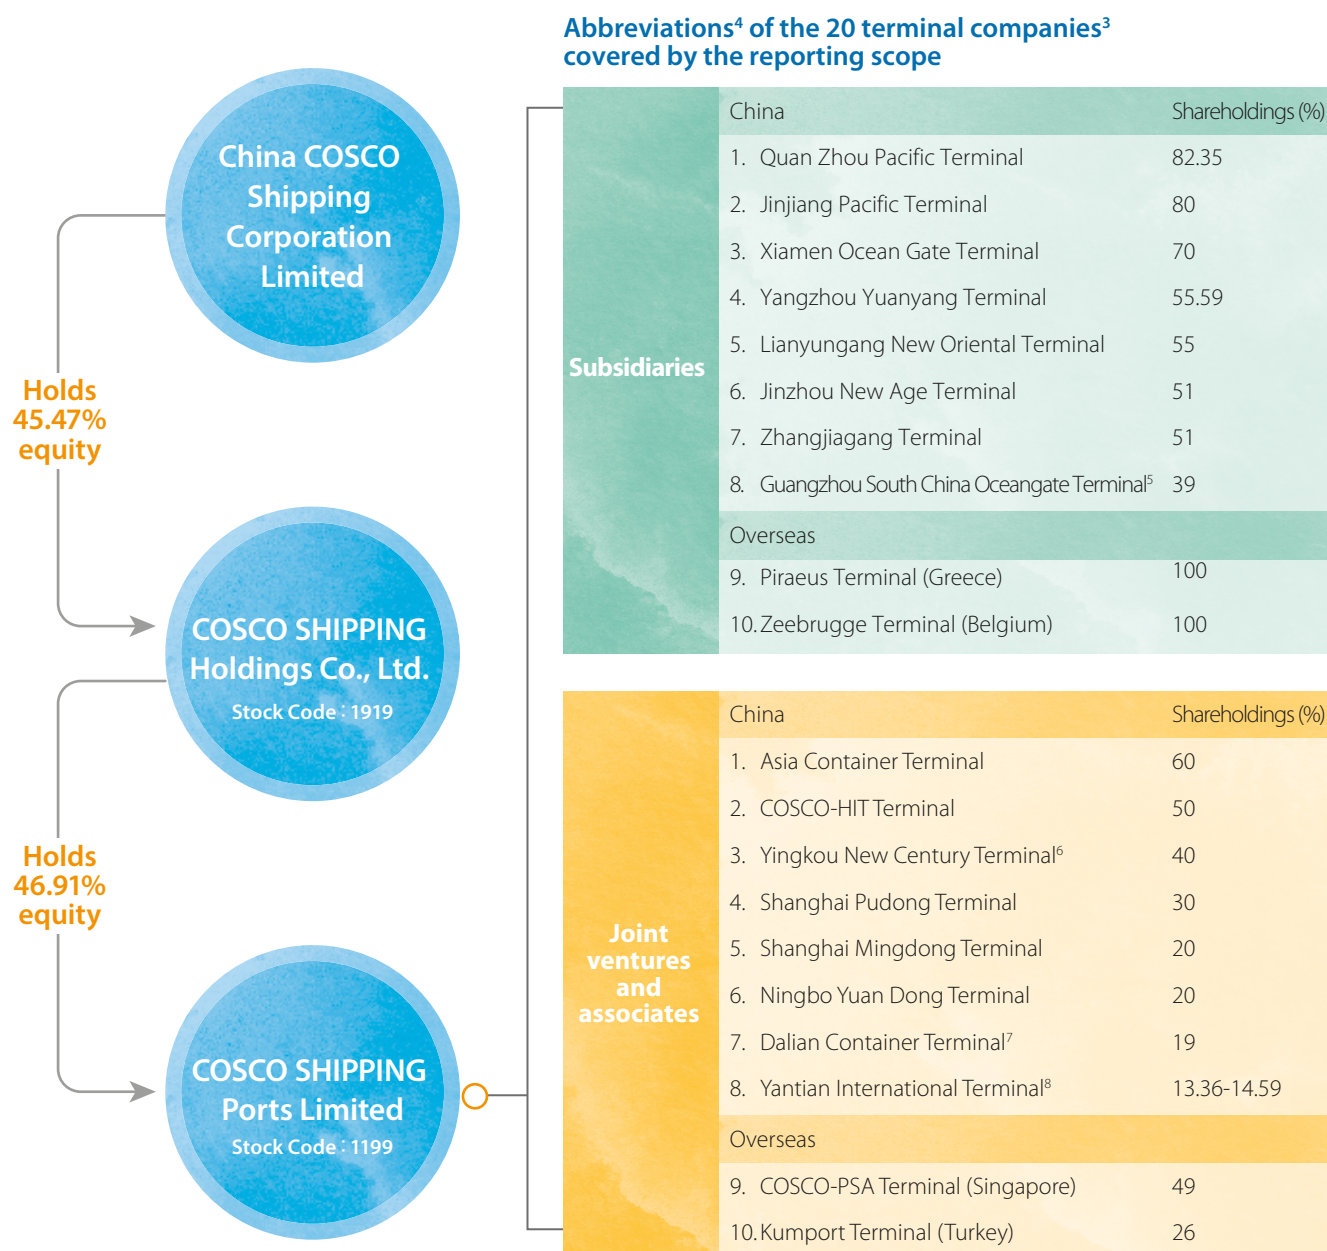 Abbreviations⁴ of the 20 terminal companies³
covered by the reporting scope
China COSCO
Shipping
Corporation
Limited
Holds
45.47%
equity
COSCO SHIPPING
Holdings Co., Ltd.
Stock Code : 1919
Holds
46.91%
equity
COSCO SHIPPING
Ports Limited
Stock Code : 1199
Subsidiaries
China Shareholdings (%)
1. Quan Zhou Pacific Terminal 82.35
2. Jinjiang Pacific Terminal 80
3. Xiamen Ocean Gate Terminal 70
4. Yangzhou Yuanyang Terminal 55.59
5. Lianyungang New Oriental Terminal 55
6. Jinzhou New Age Terminal 51
7. Zhangjiagang Terminal 51
8. Guangzhou South China Oceangate Terminal⁵ 39
Overseas
9. Piraeus Terminal (Greece) 100
10. Zeebrugge Terminal (Belgium) 100
Joint
ventures
and
associates
China Shareholdings (%)
1. Asia Container Terminal 60
2. COSCO-HIT Terminal 50
3. Yingkou New Century Terminal⁶ 40
4. Shanghai Pudong Terminal 30
5. Shanghai Mingdong Terminal 20
6. Ningbo Yuan Dong Terminal 20
7. Dalian Container Terminal⁷ 19
8. Yantian International Terminal⁸ 13.36-14.59
Overseas
9. COSCO-PSA Terminal (Singapore) 49
10. Kumport Terminal (Turkey) 26